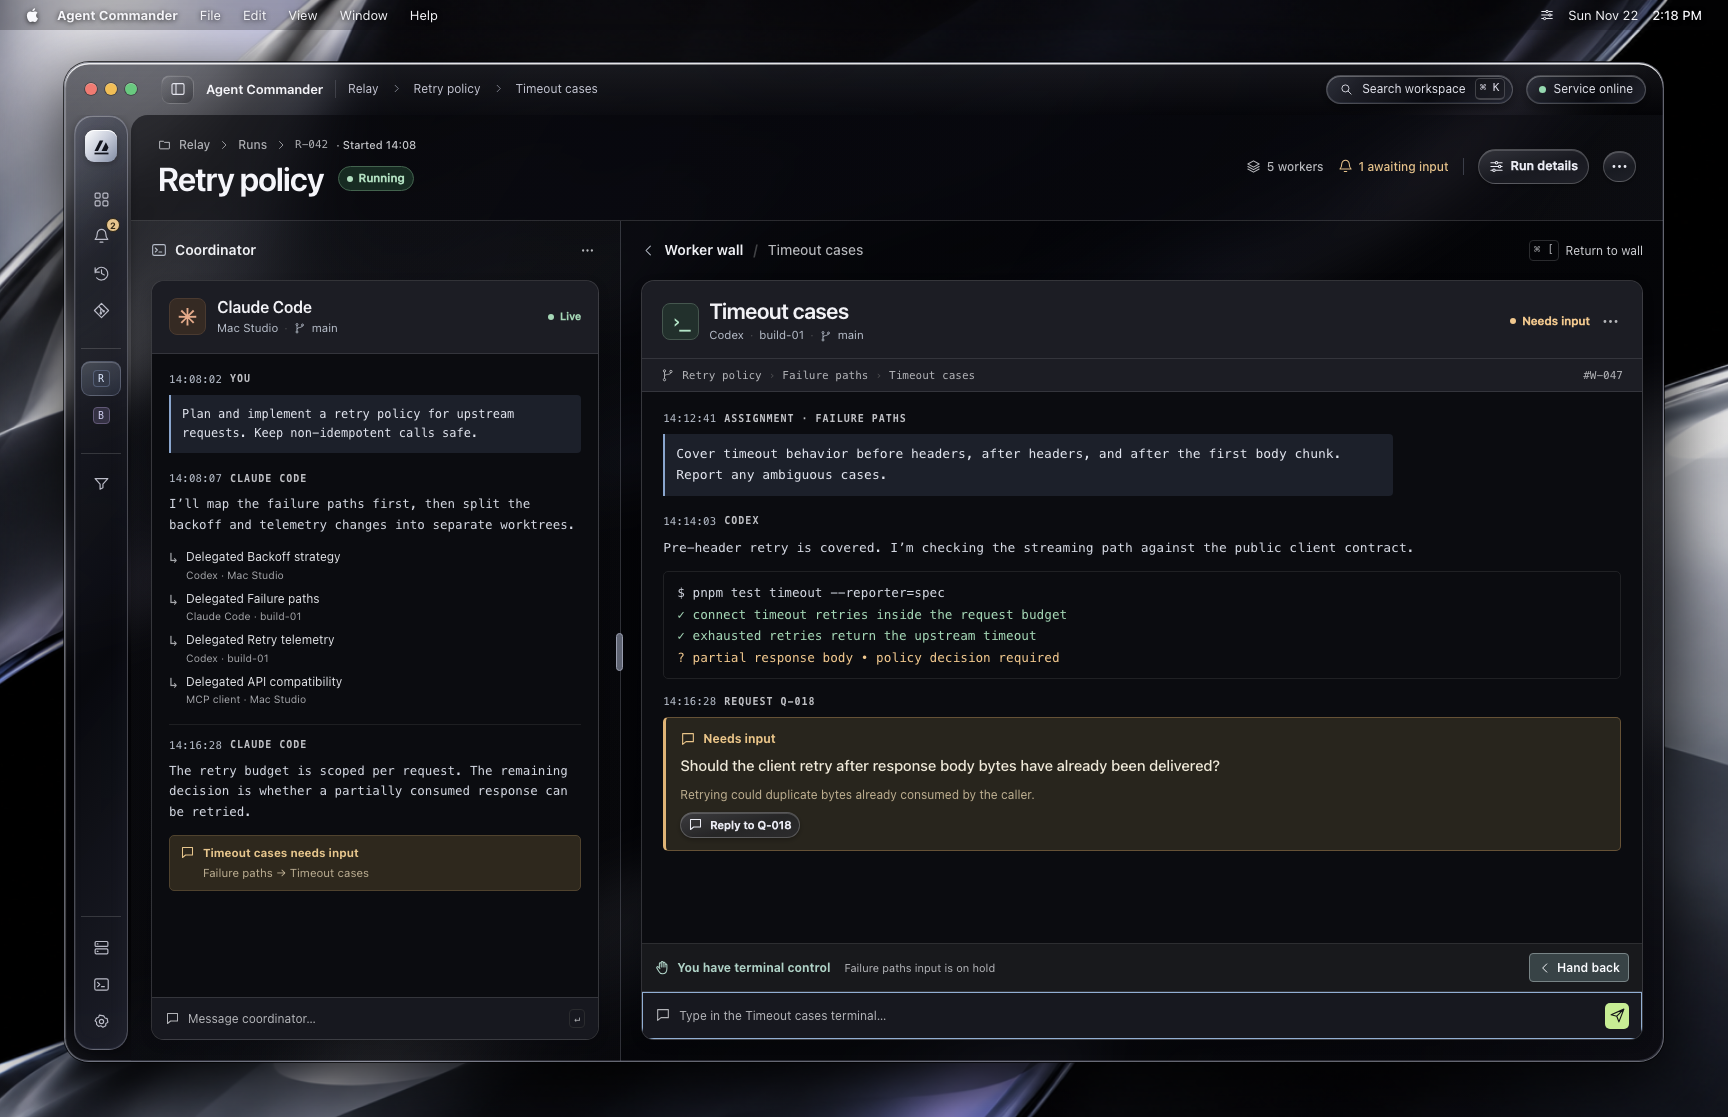 Agent Commander File Edit View Window Help
Sun Nov 22 2:18 PM
Agent Commander Relay Retry policy Timeout cases
Search workspace ⌘ K
Service online
Relay Runs R-042 · Started 14:08
Retry policy
Running
5 workers
1 awaiting input
Run details
2
R
B
Coordinator
Claude Code
Mac Studio · main
Live
14:08:02 YOU
Plan and implement a retry policy for upstream
requests. Keep non-idempotent calls safe.
14:08:07 CLAUDE CODE
I'll map the failure paths first, then split the
backoff and telemetry changes into separate worktrees.
↳ Delegated Backoff strategy
Codex · Mac Studio
↳ Delegated Failure paths
Claude Code · build-01
↳ Delegated Retry telemetry
Codex · build-01
↳ Delegated API compatibility
MCP client · Mac Studio
14:16:28 CLAUDE CODE
The retry budget is scoped per request. The remaining
decision is whether a partially consumed response can
be retried.
Timeout cases needs input
Failure paths → Timeout cases
Message coordinator...
↵
Worker wall / Timeout cases
⌘ [ Return to wall
Timeout cases
Codex · build-01 · main
Needs input
Retry policy › Failure paths › Timeout cases
#W-047
14:12:41 ASSIGNMENT · FAILURE PATHS
Cover timeout behavior before headers, after headers, and after the first body chunk.
Report any ambiguous cases.
14:14:03 CODEX
Pre-header retry is covered. I'm checking the streaming path against the public client contract.
$ pnpm test timeout --reporter=spec
✓ connect timeout retries inside the request budget
✓ exhausted retries return the upstream timeout
? partial response body • policy decision required
14:16:28 REQUEST Q-018
Needs input
Should the client retry after response body bytes have already been delivered?
Retrying could duplicate bytes already consumed by the caller.
Reply to Q-018
You have terminal control Failure paths input is on hold
Hand back
Type in the Timeout cases terminal...